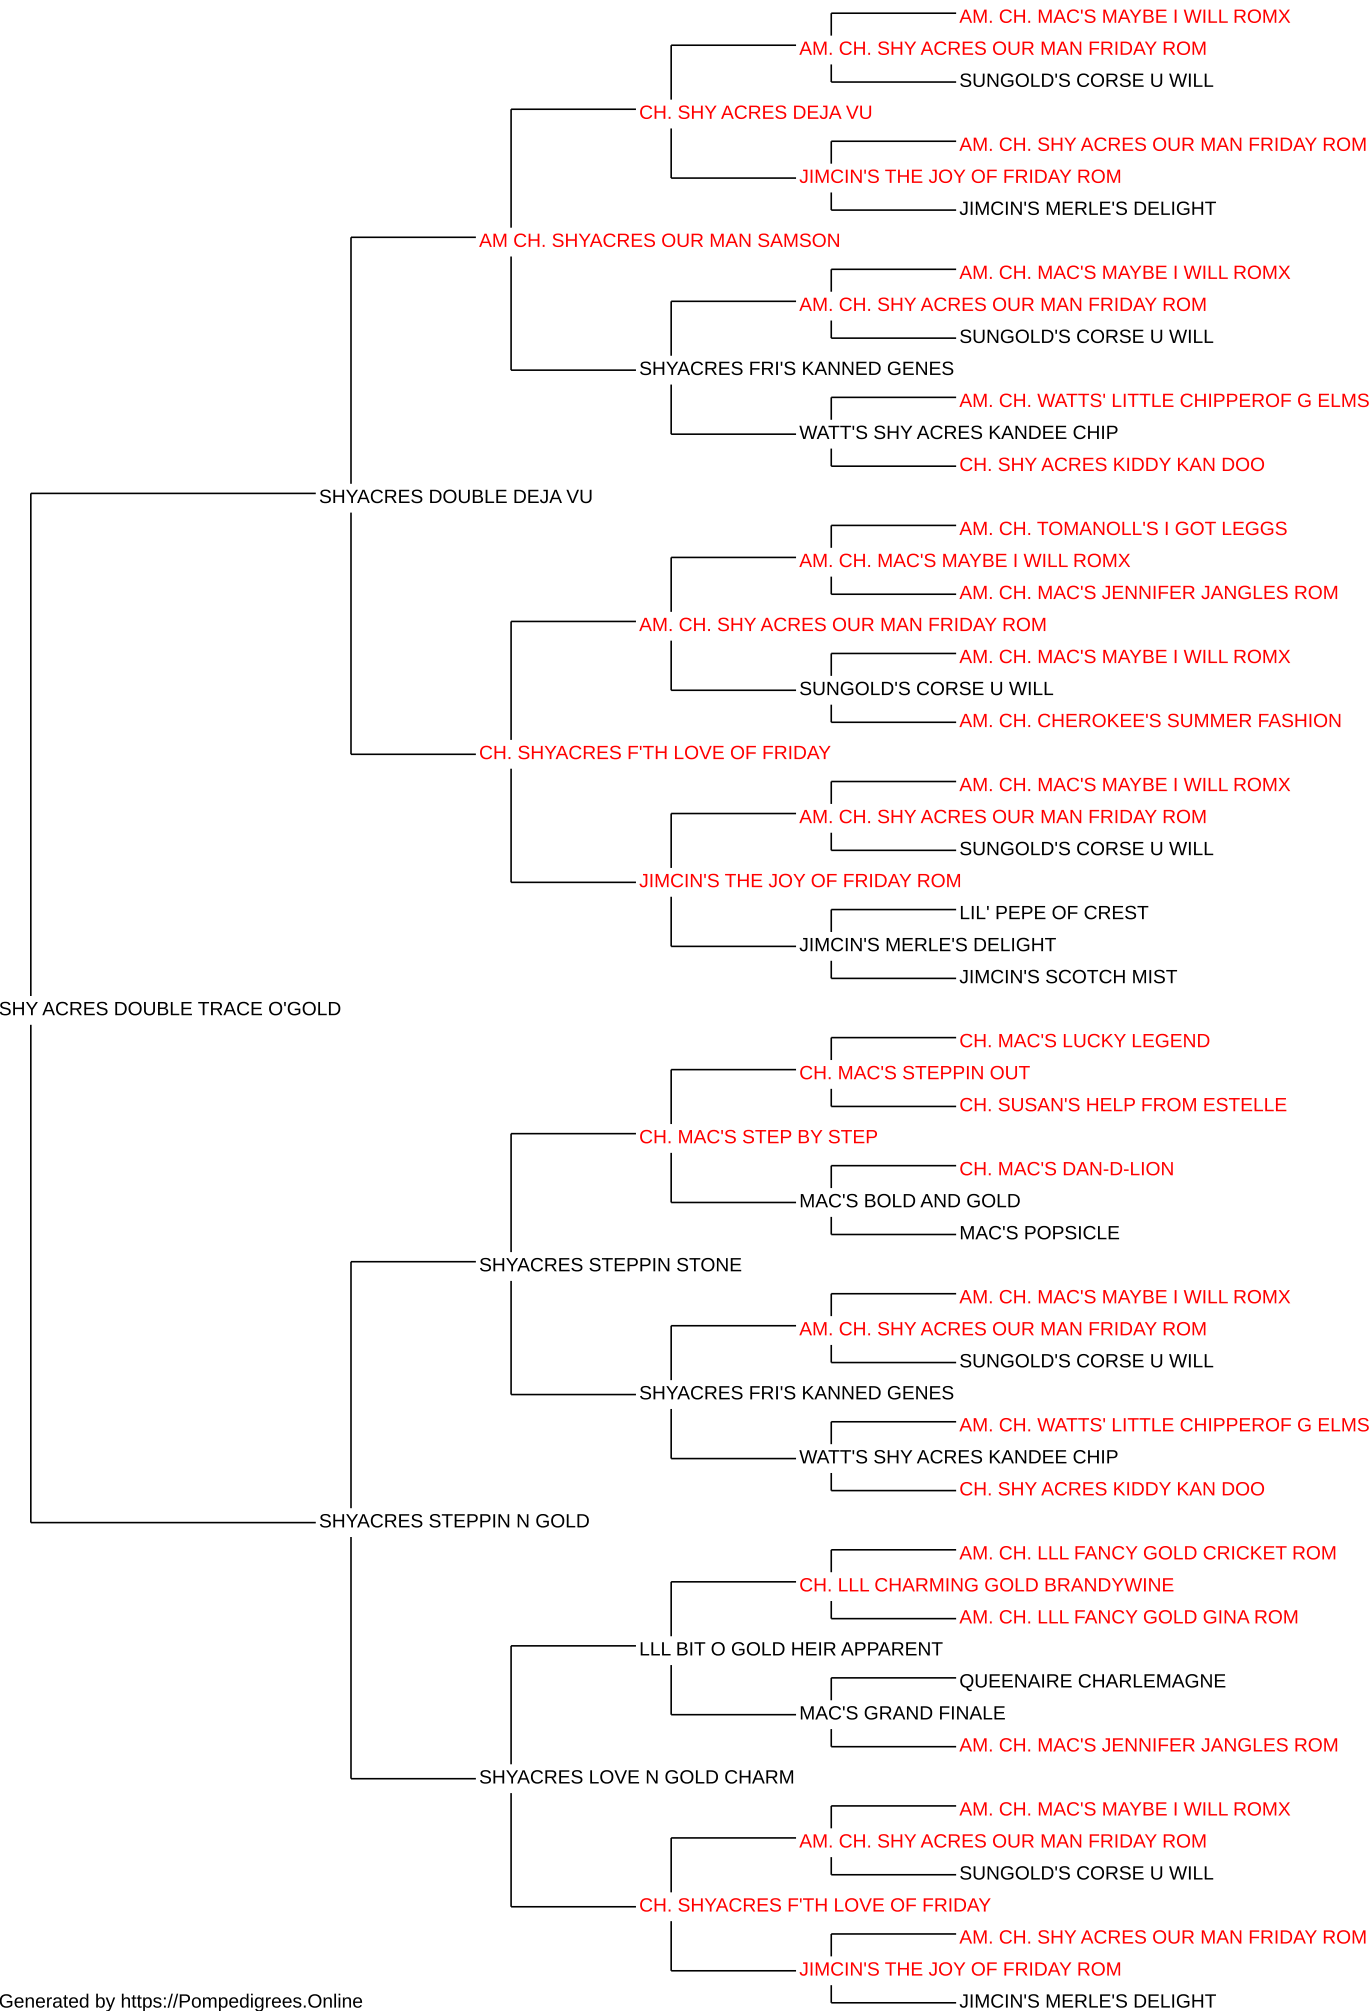 AM. CH. MAC'S MAYBE I WILL ROMX
AM. CH. SHY ACRES OUR MAN FRIDAY ROM
SUNGOLD'S CORSE U WILL
CH. SHY ACRES DEJA VU
AM. CH. SHY ACRES OUR MAN FRIDAY ROM
JIMCIN'S THE JOY OF FRIDAY ROM
JIMCIN'S MERLE'S DELIGHT
AM CH. SHYACRES OUR MAN SAMSON
AM. CH. MAC'S MAYBE I WILL ROMX
AM. CH. SHY ACRES OUR MAN FRIDAY ROM
SUNGOLD'S CORSE U WILL
SHYACRES FRI'S KANNED GENES
AM. CH. WATTS' LITTLE CHIPPEROF G ELMS
WATT'S SHY ACRES KANDEE CHIP
CH. SHY ACRES KIDDY KAN DOO
SHYACRES DOUBLE DEJA VU
AM. CH. TOMANOLL'S I GOT LEGGS
AM. CH. MAC'S MAYBE I WILL ROMX
AM. CH. MAC'S JENNIFER JANGLES ROM
AM. CH. SHY ACRES OUR MAN FRIDAY ROM
AM. CH. MAC'S MAYBE I WILL ROMX
SUNGOLD'S CORSE U WILL
AM. CH. CHEROKEE'S SUMMER FASHION
CH. SHYACRES F'TH LOVE OF FRIDAY
AM. CH. MAC'S MAYBE I WILL ROMX
AM. CH. SHY ACRES OUR MAN FRIDAY ROM
SUNGOLD'S CORSE U WILL
JIMCIN'S THE JOY OF FRIDAY ROM
LIL' PEPE OF CREST
JIMCIN'S MERLE'S DELIGHT
JIMCIN'S SCOTCH MIST
SHY ACRES DOUBLE TRACE O'GOLD
CH. MAC'S LUCKY LEGEND
CH. MAC'S STEPPIN OUT
CH. SUSAN'S HELP FROM ESTELLE
CH. MAC'S STEP BY STEP
CH. MAC'S DAN-D-LION
MAC'S BOLD AND GOLD
MAC'S POPSICLE
SHYACRES STEPPIN STONE
AM. CH. MAC'S MAYBE I WILL ROMX
AM. CH. SHY ACRES OUR MAN FRIDAY ROM
SUNGOLD'S CORSE U WILL
SHYACRES FRI'S KANNED GENES
AM. CH. WATTS' LITTLE CHIPPEROF G ELMS
WATT'S SHY ACRES KANDEE CHIP
CH. SHY ACRES KIDDY KAN DOO
SHYACRES STEPPIN N GOLD
AM. CH. LLL FANCY GOLD CRICKET ROM
CH. LLL CHARMING GOLD BRANDYWINE
AM. CH. LLL FANCY GOLD GINA ROM
LLL BIT O GOLD HEIR APPARENT
QUEENAIRE CHARLEMAGNE
MAC'S GRAND FINALE
AM. CH. MAC'S JENNIFER JANGLES ROM
SHYACRES LOVE N GOLD CHARM
AM. CH. MAC'S MAYBE I WILL ROMX
AM. CH. SHY ACRES OUR MAN FRIDAY ROM
SUNGOLD'S CORSE U WILL
CH. SHYACRES F'TH LOVE OF FRIDAY
AM. CH. SHY ACRES OUR MAN FRIDAY ROM
JIMCIN'S THE JOY OF FRIDAY ROM
JIMCIN'S MERLE'S DELIGHT
Generated by https://Pompedigrees.Online